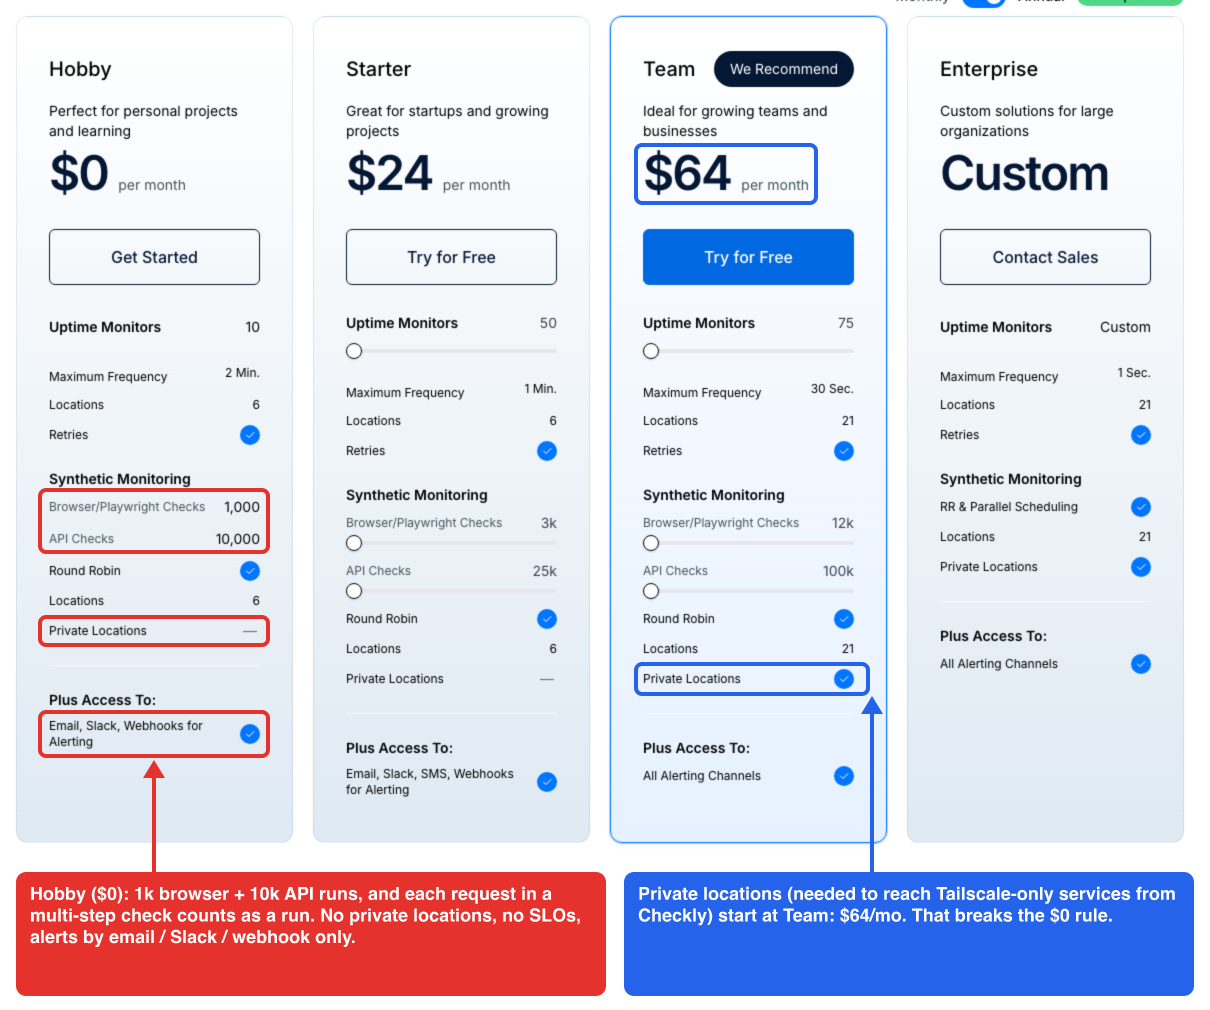 Hobby
Perfect for personal projects
and learning
$0 per month
Get Started
Uptime Monitors 10
Maximum Frequency 2 Min.
Locations 6
Retries
Synthetic Monitoring
Browser/Playwright Checks 1,000
API Checks 10,000
Round Robin
Locations 6
Private Locations —
Plus Access To:
Email, Slack, Webhooks for
Alerting
Starter
Great for startups and growing
projects
$24 per month
Try for Free
Uptime Monitors 50
Maximum Frequency 1 Min.
Locations 6
Retries
Synthetic Monitoring
Browser/Playwright Checks 3k
API Checks 25k
Round Robin
Locations 6
Private Locations —
Plus Access To:
Email, Slack, SMS, Webhooks
for Alerting
Team We Recommend
Ideal for growing teams and
businesses
$64 per month
Try for Free
Uptime Monitors 75
Maximum Frequency 30 Sec.
Locations 21
Retries
Synthetic Monitoring
Browser/Playwright Checks 12k
API Checks 100k
Round Robin
Locations 21
Private Locations
Plus Access To:
All Alerting Channels
Enterprise
Custom solutions for large
organizations
Custom
Contact Sales
Uptime Monitors Custom
Maximum Frequency 1 Sec.
Locations 21
Retries
Synthetic Monitoring
RR & Parallel Scheduling
Locations 21
Private Locations
Plus Access To:
All Alerting Channels
Hobby ($0): 1k browser + 10k API runs, and each request in a
multi-step check counts as a run. No private locations, no SLOs,
alerts by email / Slack / webhook only.
Private locations (needed to reach Tailscale-only services from
Checkly) start at Team: $64/mo. That breaks the $0 rule.